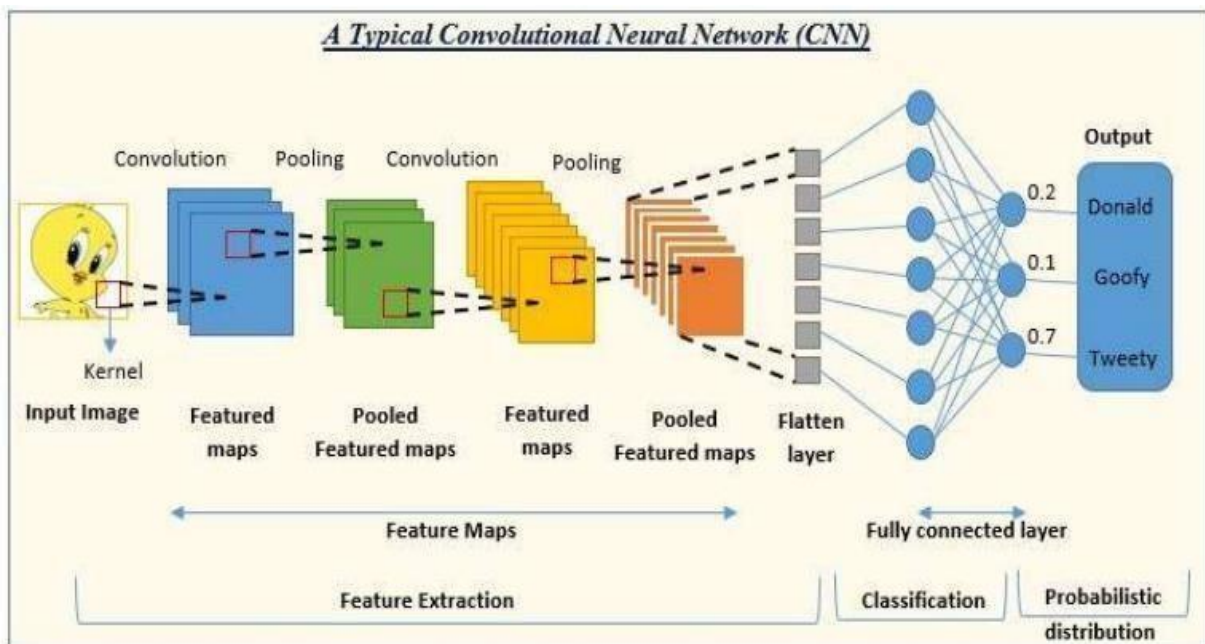 A Typical Convolutional Neural Network (CNN)
Convolution
Pooling
Convolution
Pooling
Output
0.2
Donald
0.1
Goofy
0.7
Tweety
Kernel
Input Image
Featured
maps
Pooled
Featured maps
Featured
maps
Pooled
Featured maps
Flatten
layer
Feature Maps
Fully connected layer
Feature Extraction
Classification
Probabilistic
distribution